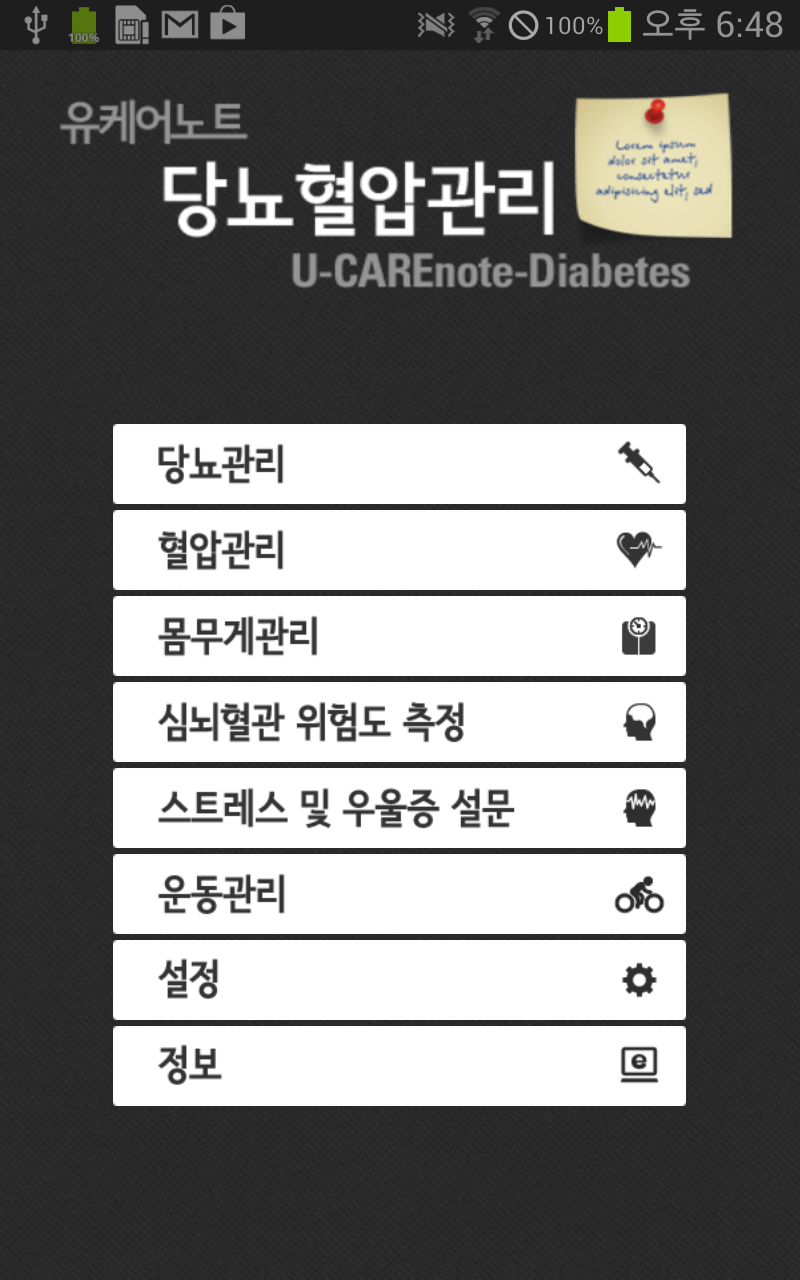 100%
100%
오후 6:48
유케어노트
당뇨혈압관리
U-CAREnote-Diabetes
Lorem ipsum
dolor sit amet,
consectetur
adipisicing elit, sed
당뇨관리
혈압관리
몸무게관리
심뇌혈관 위험도 측정
스트레스 및 우울증 설문
운동관리
설정
정보
e